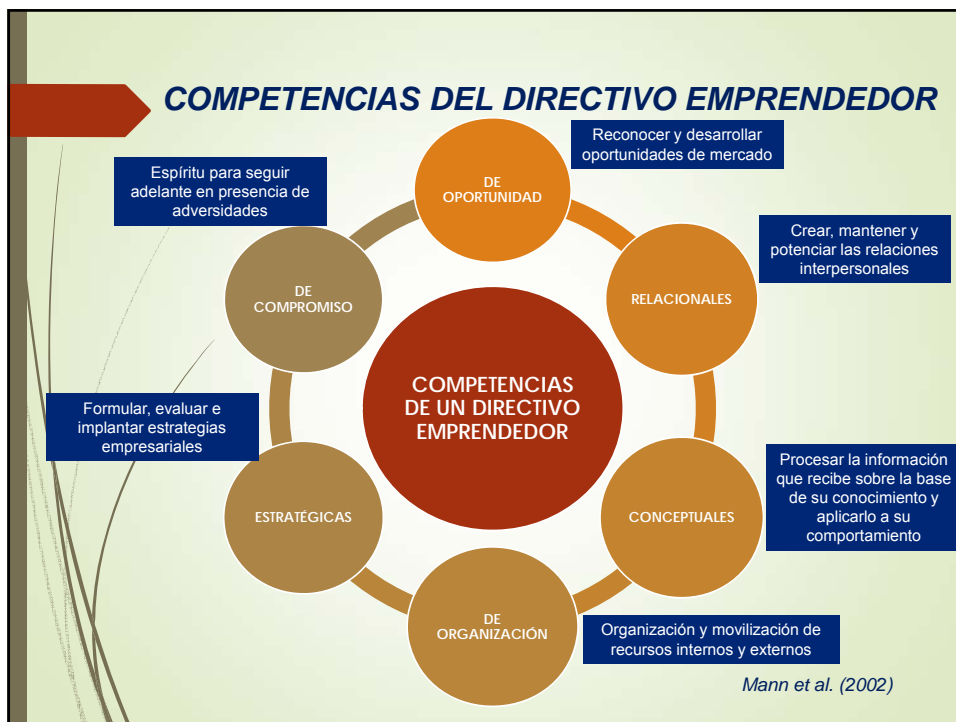 COMPETENCIAS DEL DIRECTIVO EMPRENDEDOR
DE
OPORTUNIDAD
Reconocer y desarrollar
oportunidades de mercado
RELACIONALES
Crear, mantener y
potenciar las relaciones
interpersonales
CONCEPTUALES
Procesar la información
que recibe sobre la base
de su conocimiento y
aplicarlo a su
comportamiento
DE
ORGANIZACIÓN
Organización y movilización de
recursos internos y externos
ESTRATÉGICAS
Formular, evaluar e
implantar estrategias
empresariales
DE
COMPROMISO
Espíritu para seguir
adelante en presencia de
adversidades
COMPETENCIAS
DE UN DIRECTIVO
EMPRENDEDOR
Mann et al. (2002)